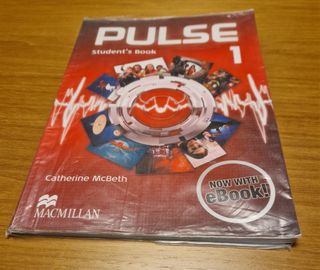 PULSE
Student's Book 1
Catherine McBeth
NOW WITH
eBook!
MACMILLAN